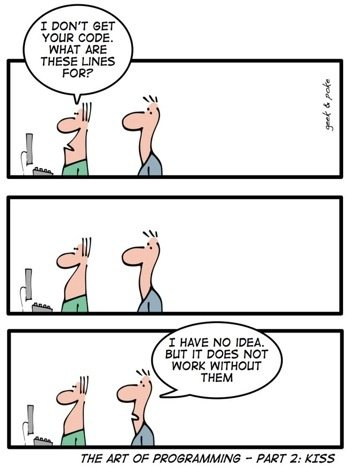 I DON'T GET
YOUR CODE.
WHAT ARE
THESE LINES
FOR?
geek & poke
I HAVE NO IDEA.
BUT IT DOES NOT
WORK WITHOUT
THEM
THE ART OF PROGRAMMING - PART 2: KISS